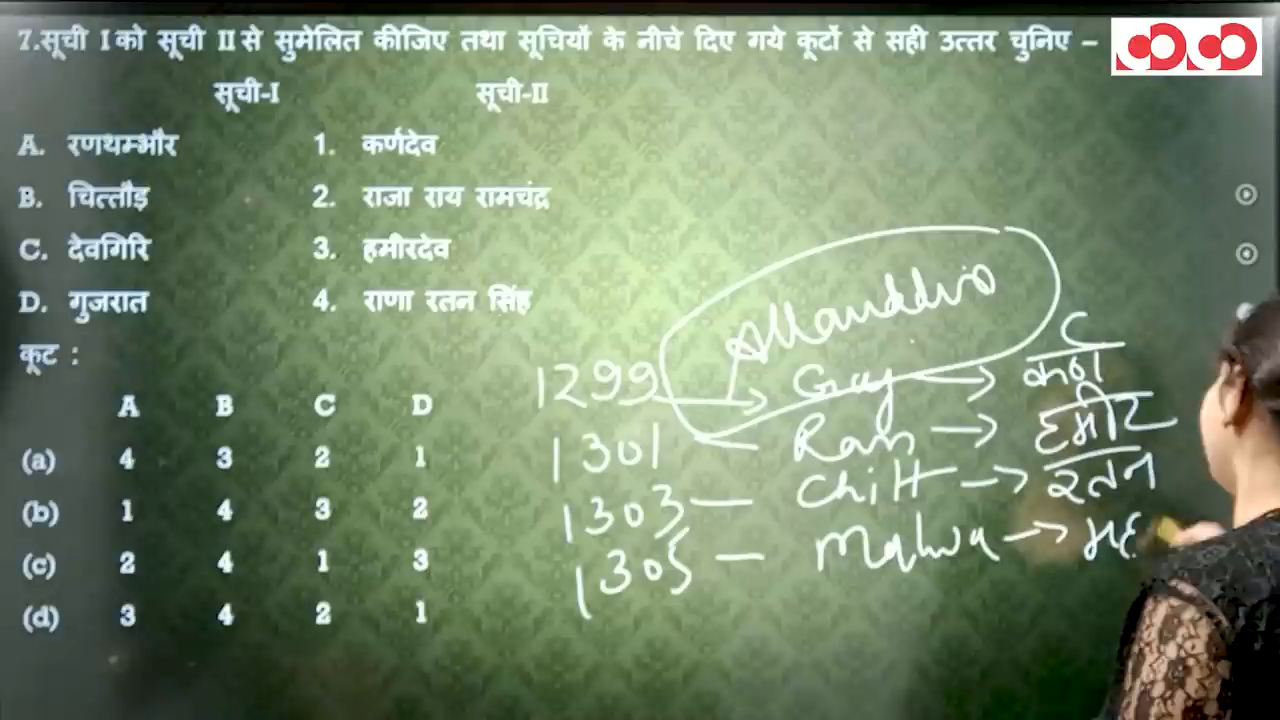 7.सूची I को सूची II से सुमेलित कीजिए तथा सूचियों के नीचे दिए गये कूटों से सही उत्तर चुनिए –
सूची-I सूची-II
A. रणथम्भौर 1. कर्णदेव
B. चित्तौड़ 2. राजा राय रामचंद्र
C. देवगिरि 3. हमीरदेव
D. गुजरात 4. राणा रतन सिंह
कूट :
A B C D
(a) 4 3 2 1
(b) 1 4 3 2
(c) 2 4 1 3
(d) 3 4 2 1
Allauddin
1299 → Guj → कर्ण
1301 — Ran → हमीर
1303 — Chitt → रतन
1305 — Malwa → मह